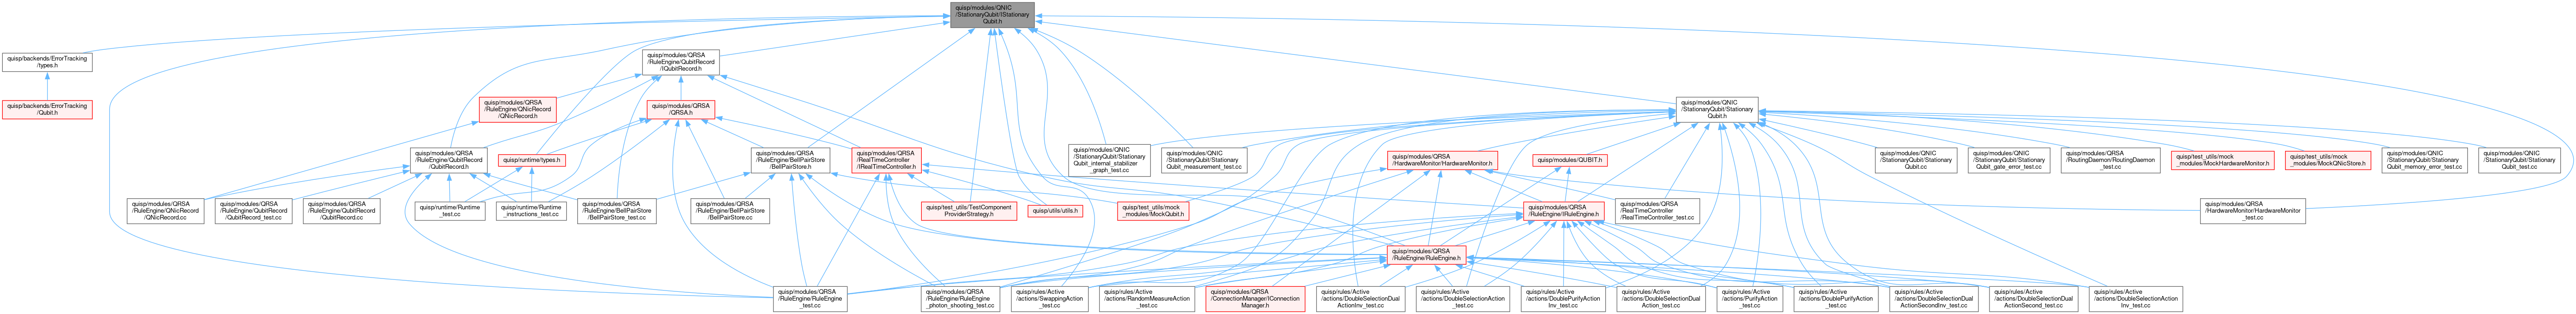 quisp/modules/QNIC
/StationaryQubit/IStationary
Qubit.h
quisp/backends/ErrorTracking
/types.h
quisp/modules/QRSA
/RuleEngine/QubitRecord
/IQubitRecord.h
quisp/backends/ErrorTracking
/Qubit.h
quisp/modules/QRSA
/RuleEngine/QNicRecord
/QNicRecord.h
quisp/modules/QRSA
/QRSA.h
quisp/modules/QNIC
/StationaryQubit/Stationary
Qubit.h
quisp/modules/QRSA
/RuleEngine/QubitRecord
/QubitRecord.h
quisp/runtime/types.h
quisp/modules/QRSA
/RuleEngine/BellPairStore
/BellPairStore.h
quisp/modules/QRSA
/RealTimeController
/IRealTimeController.h
quisp/modules/QNIC
/StationaryQubit/Stationary
Qubit_internal_stabilizer
_graph_test.cc
quisp/modules/QNIC
/StationaryQubit/Stationary
Qubit_measurement_test.cc
quisp/modules/QRSA
/HardwareMonitor/HardwareMonitor.h
quisp/modules/QUBIT.h
quisp/modules/QNIC
/StationaryQubit/Stationary
Qubit.cc
quisp/modules/QNIC
/StationaryQubit/Stationary
Qubit_gate_error_test.cc
quisp/modules/QRSA
/RoutingDaemon/RoutingDaemon
_test.cc
quisp/test_utils/mock
_modules/MockHardwareMonitor.h
quisp/test_utils/mock
_modules/MockQNicStore.h
quisp/modules/QNIC
/StationaryQubit/Stationary
Qubit_memory_error_test.cc
quisp/modules/QNIC
/StationaryQubit/Stationary
Qubit_test.cc
quisp/modules/QRSA
/RuleEngine/QNicRecord
/QNicRecord.cc
quisp/modules/QRSA
/RuleEngine/QubitRecord
/QubitRecord_test.cc
quisp/modules/QRSA
/RuleEngine/QubitRecord
/QubitRecord.cc
quisp/runtime/Runtime
_test.cc
quisp/runtime/Runtime
_instructions_test.cc
quisp/modules/QRSA
/RuleEngine/BellPairStore
/BellPairStore_test.cc
quisp/modules/QRSA
/RuleEngine/BellPairStore
/BellPairStore.cc
quisp/test_utils/TestComponent
ProviderStrategy.h
quisp/utils/utils.h
quisp/test_utils/mock
_modules/MockQubit.h
quisp/modules/QRSA
/RuleEngine/IRuleEngine.h
quisp/modules/QRSA
/RealTimeController
/RealTimeController_test.cc
quisp/modules/QRSA
/HardwareMonitor/HardwareMonitor
_test.cc
quisp/modules/QRSA
/RuleEngine/RuleEngine.h
quisp/modules/QRSA
/RuleEngine/RuleEngine
_test.cc
quisp/modules/QRSA
/RuleEngine/RuleEngine
_photon_shooting_test.cc
quisp/rules/Active
/actions/SwappingAction
_test.cc
quisp/rules/Active
/actions/RandomMeasureAction
_test.cc
quisp/modules/QRSA
/ConnectionManager/IConnection
Manager.h
quisp/rules/Active
/actions/DoubleSelectionDual
ActionInv_test.cc
quisp/rules/Active
/actions/DoubleSelectionAction
_test.cc
quisp/rules/Active
/actions/DoublePurifyAction
Inv_test.cc
quisp/rules/Active
/actions/DoubleSelectionDual
Action_test.cc
quisp/rules/Active
/actions/PurifyAction
_test.cc
quisp/rules/Active
/actions/DoublePurifyAction
_test.cc
quisp/rules/Active
/actions/DoubleSelectionDual
ActionSecondInv_test.cc
quisp/rules/Active
/actions/DoubleSelectionDual
ActionSecond_test.cc
quisp/rules/Active
/actions/DoubleSelectionAction
Inv_test.cc